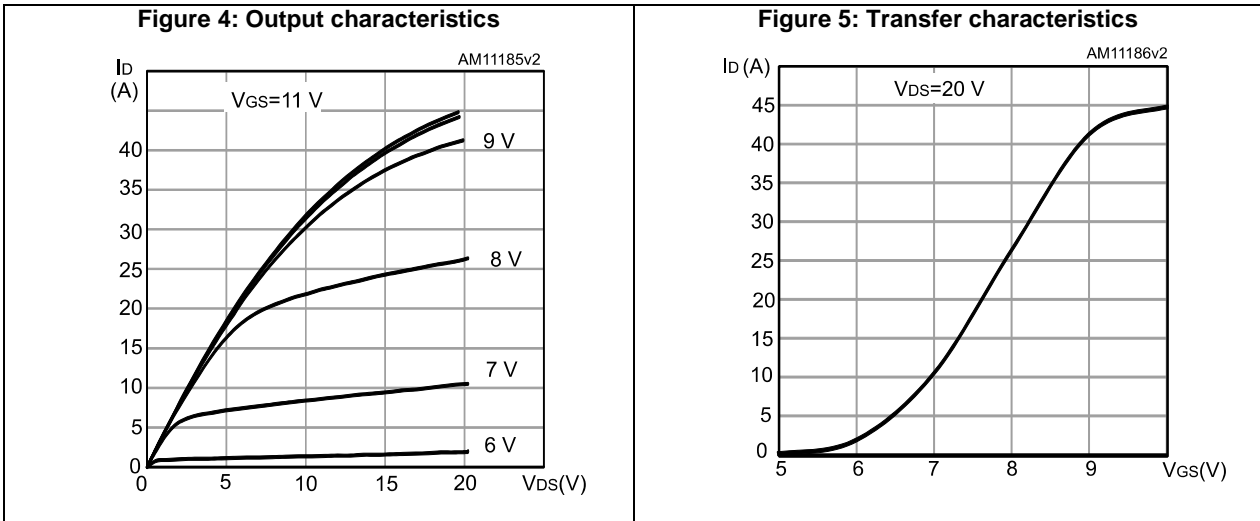 Figure 4: Output characteristics
AM11185v2
ID
(A)
VGS=11 V
9 V
8 V
7 V
6 V
40
35
30
25
20
15
10
5
0
0 5 10 15 20 VDS(V)
Figure 5: Transfer characteristics
AM11186v2
ID (A)
VDS=20 V
45
40
35
30
25
20
15
10
5
0
5 6 7 8 9 VGS(V)